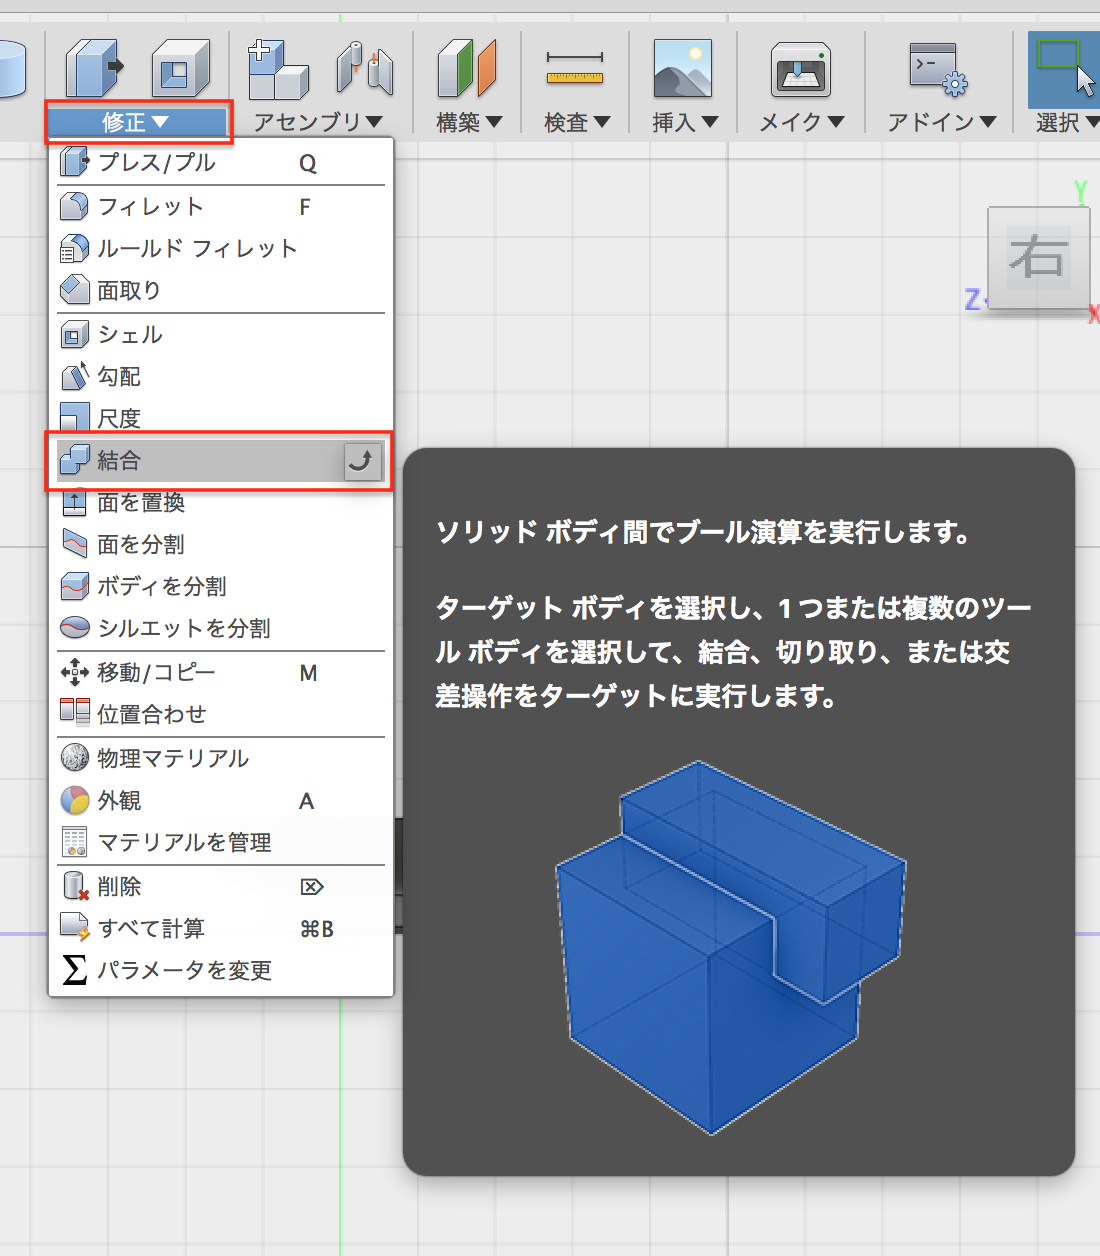 修正▼
アセンブリ▼
構築▼
検査▼
挿入▼
メイク▼
アドイン▼
選択▼
プレス/プル Q
フィレット F
ルールド フィレット
面取り
シェル
勾配
尺度
結合
面を置換
面を分割
ボディを分割
シルエットを分割
移動/コピー M
位置合わせ
物理マテリアル
外観 A
マテリアルを管理
削除 ⌦
すべて計算 ⌘B
パラメータを変更
Y
右
Z
X
ソリッド ボディ間でブール演算を実行します。
ターゲット ボディを選択し、1 つまたは複数のツー
ル ボディを選択して、結合、切り取り、または交
差操作をターゲットに実行します。